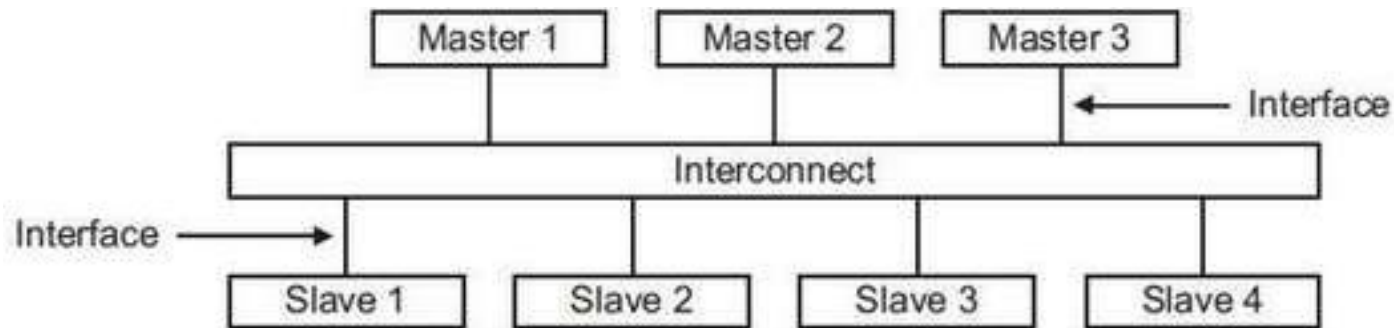 Master 1
Master 2
Master 3
Interface
Interconnect
Interface
Slave 1
Slave 2
Slave 3
Slave 4